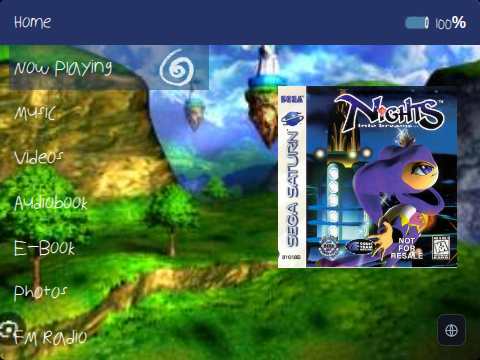 Home
100%
Now Playing
Music
Videos
Audiobook
E-Book
Photos
FM Radio
SEGA
SEGA SATURN
NiGHTS
into dreams...
NOT
FOR
RESALE
81018B